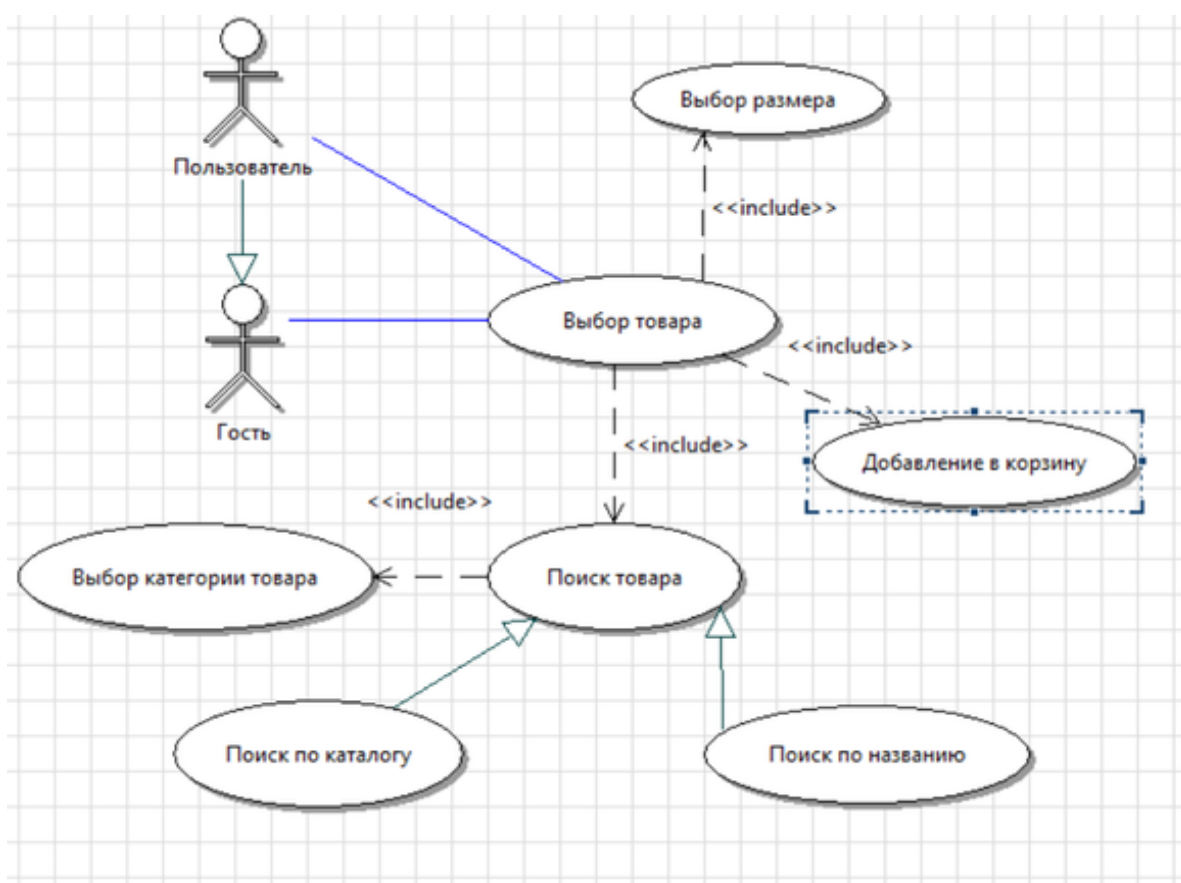 Выбор размера
Пользователь
<<include>>
Выбор товара
<<include>>
Гость
<<include>>
Добавление в корзину
<<include>>
Выбор категории товара
Поиск товара
Поиск по каталогу
Поиск по названию